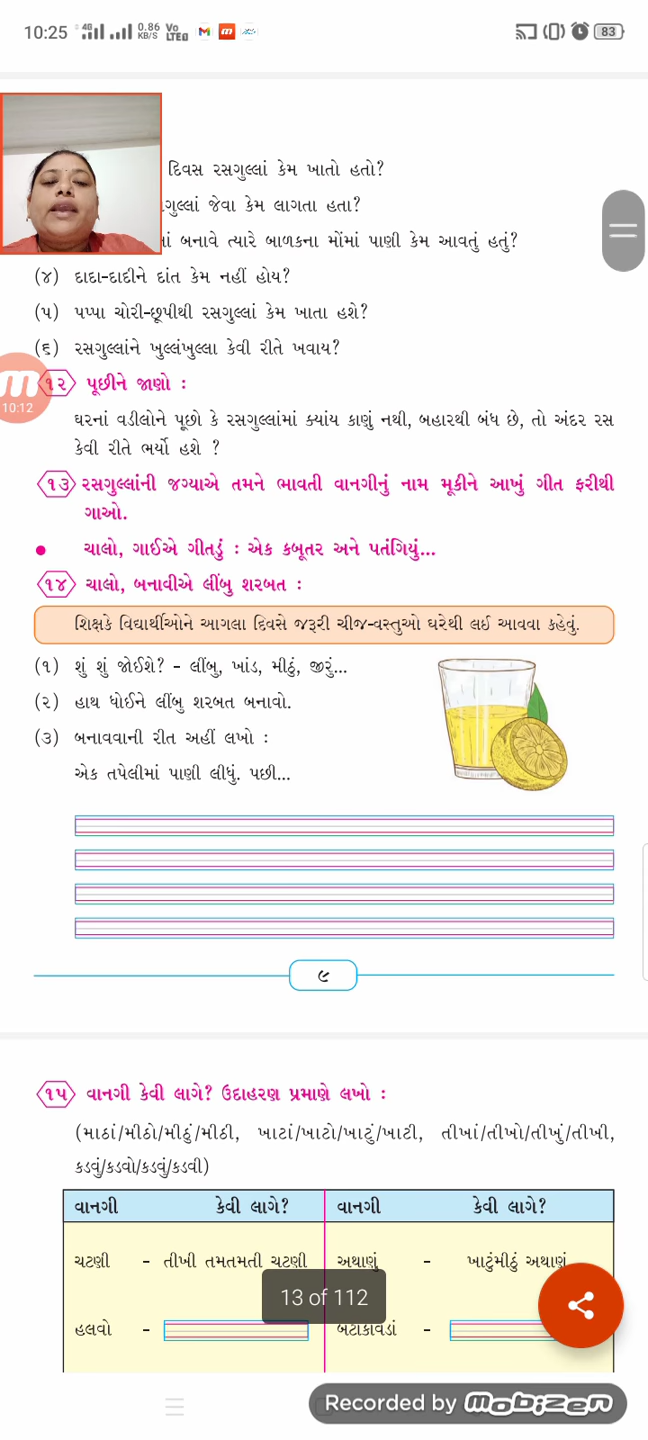 10:25 4G 0.86 KB/S Vo LTE 83
દિવસ રસગુલ્લાં કેમ ખાતો હતો?
ગુલ્લાં જેવા કેમ લાગતા હતા?
બનાવે ત્યારે બાળકના મોંમાં પાણી કેમ આવતું હતું?
(૪) દાદા-દાદીને દાંત કેમ નહીં હોય?
(૫) પપ્પા ચોરી-છૂપીથી રસગુલ્લાં કેમ ખાતા હશે?
(૬) રસગુલ્લાંને ખુલ્લંખુલ્લા કેવી રીતે ખવાય?
10:12
૧૨ પૂછીને જાણો :
ઘરનાં વડીલોને પૂછો કે રસગુલ્લાંમાં ક્યાંય કાણું નથી, બહારથી બંધ છે, તો અંદર રસ
કેવી રીતે ભર્યો હશે ?
૧૩ રસગુલ્લાંની જગ્યાએ તમને ભાવતી વાનગીનું નામ મૂકીને આખું ગીત ફરીથી
ગાઓ.
● ચાલો, ગાઈએ ગીતડું : એક કબૂતર અને પતંગિયું...
૧૪ ચાલો, બનાવીએ લીંબુ શરબત :
શિક્ષકે વિદ્યાર્થીઓને આગલા દિવસે જરૂરી ચીજ-વસ્તુઓ ઘરેથી લઈ આવવા કહેવું.
(૧) શું શું જોઈશે? - લીંબુ, ખાંડ, મીઠું, જીરું...
(૨) હાથ ધોઈને લીંબુ શરબત બનાવો.
(૩) બનાવવાની રીત અહીં લખો :
એક તપેલીમાં પાણી લીધું. પછી...
૯
૧૫ વાનગી કેવી લાગે? ઉદાહરણ પ્રમાણે લખો :
(માઠાં/મીઠો/મીઠું/મીઠી, ખાટાં/ખાટો/ખાટું/ખાટી, તીખાં/તીખો/તીખું/તીખી,
કડવું/કડવો/કડવું/કડવી)
વાનગી કેવી લાગે? વાનગી કેવી લાગે?
ચટણી - તીખી તમતમતી ચટણી અથાણું - ખાટુંમીઠું અથાણું
13 of 112
હલવો - બટાકાવડાં -
Recorded by mobizen